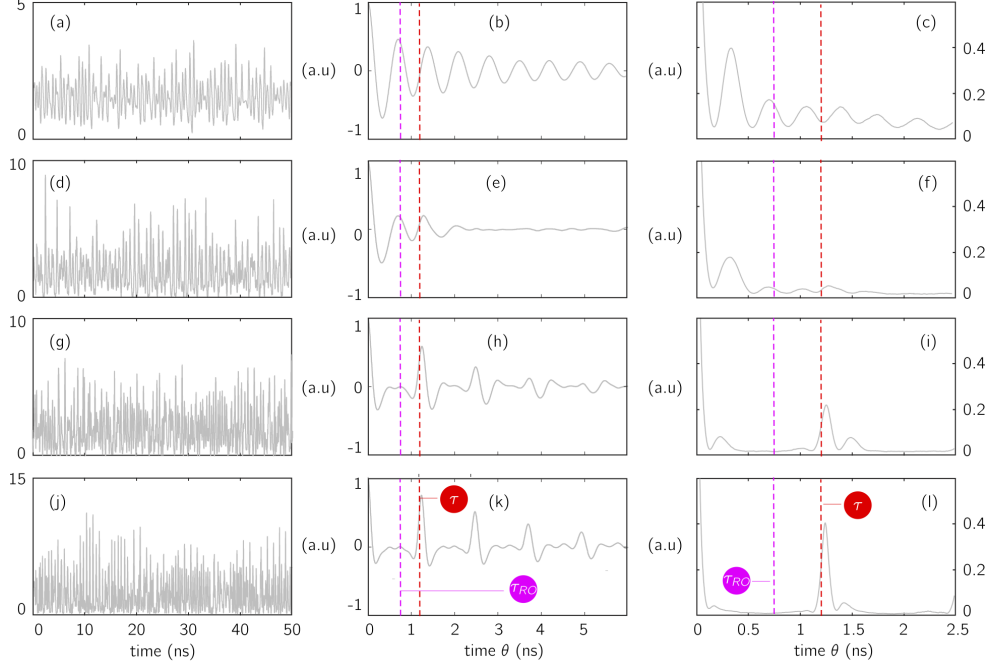 5 (a) 0
1 (b) (a.u) 0 -1
(c) (a.u) 0.4 0.2 0
10 (d) 0
1 (e) (a.u) 0 -1
(f) (a.u) 0.4 0.2 0
10 (g) 0
1 (h) (a.u) 0 -1
(i) (a.u) 0.4 0.2 0
15 (j) 0
1 (k) τ (a.u) 0 -1 τRO
(l) τ (a.u) τRO 0.4 0.2 0
0 10 20 30 40 50
time (ns)
0 1 2 3 4 5
time θ (ns)
0 0.5 1 1.5 2 2.5
time θ (ns)